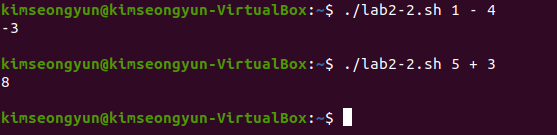 kimseongyun@kimseongyun-VirtualBox:~$ ./lab2-2.sh 1 - 4
-3
kimseongyun@kimseongyun-VirtualBox:~$ ./lab2-2.sh 5 + 3
8
kimseongyun@kimseongyun-VirtualBox:~$